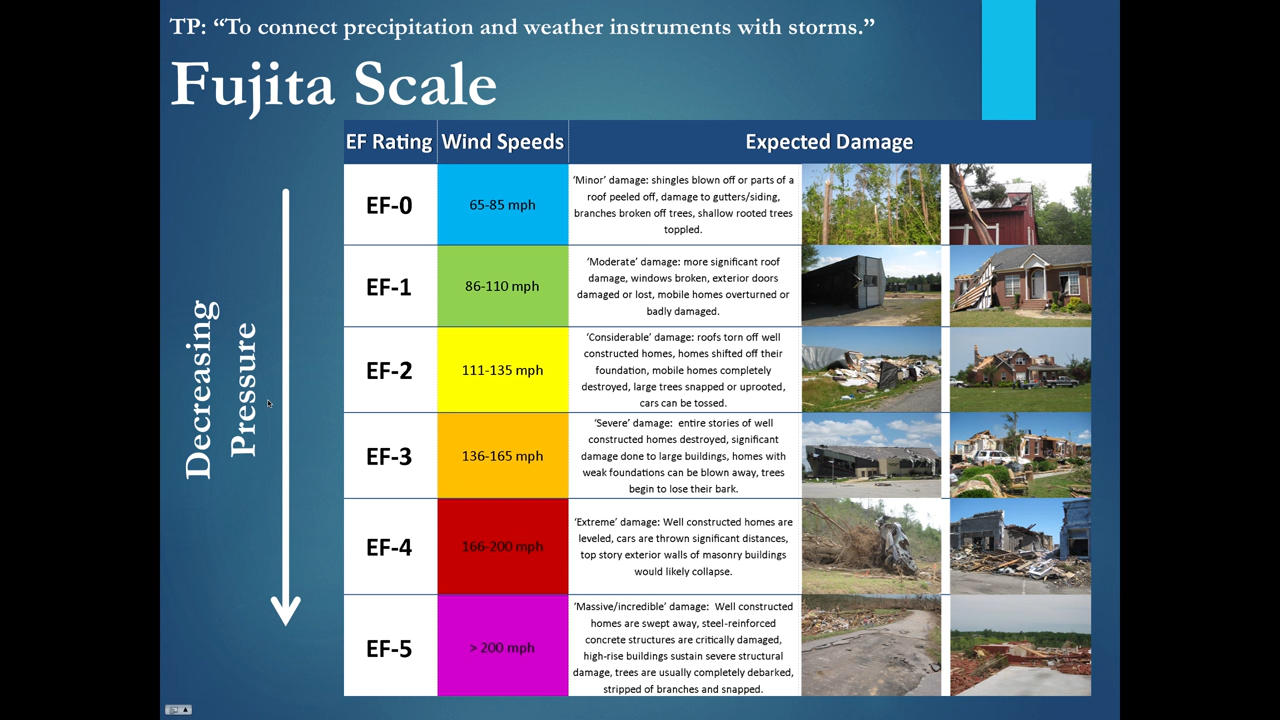 TP: “To connect precipitation and weather instruments with storms.”
Fujita Scale
EF Rating
Wind Speeds
Expected Damage
Decreasing
Pressure
EF-0
65-85 mph
‘Minor’ damage: shingles blown off or parts of a
roof peeled off, damage to gutters/siding,
branches broken off trees, shallow rooted trees
toppled.
EF-1
86-110 mph
‘Moderate’ damage: more significant roof
damage, windows broken, exterior doors
damaged or lost, mobile homes overturned or
badly damaged.
EF-2
111-135 mph
‘Considerable’ damage: roofs torn off well
constructed homes, homes shifted off their
foundation, mobile homes completely
destroyed, large trees snapped or uprooted,
cars can be tossed.
EF-3
136-165 mph
‘Severe’ damage: entire stories of well
constructed homes destroyed, significant
damage done to large buildings, homes with
weak foundations can be blown away, trees
begin to lose their bark.
EF-4
166-200 mph
‘Extreme’ damage: Well constructed homes are
leveled, cars are thrown significant distances,
top story exterior walls of masonry buildings
would likely collapse.
EF-5
> 200 mph
‘Massive/incredible’ damage: Well constructed
homes are swept away, steel-reinforced
concrete structures are critically damaged,
high-rise buildings sustain severe structural
damage, trees are usually completely debarked,
stripped of branches and snapped.